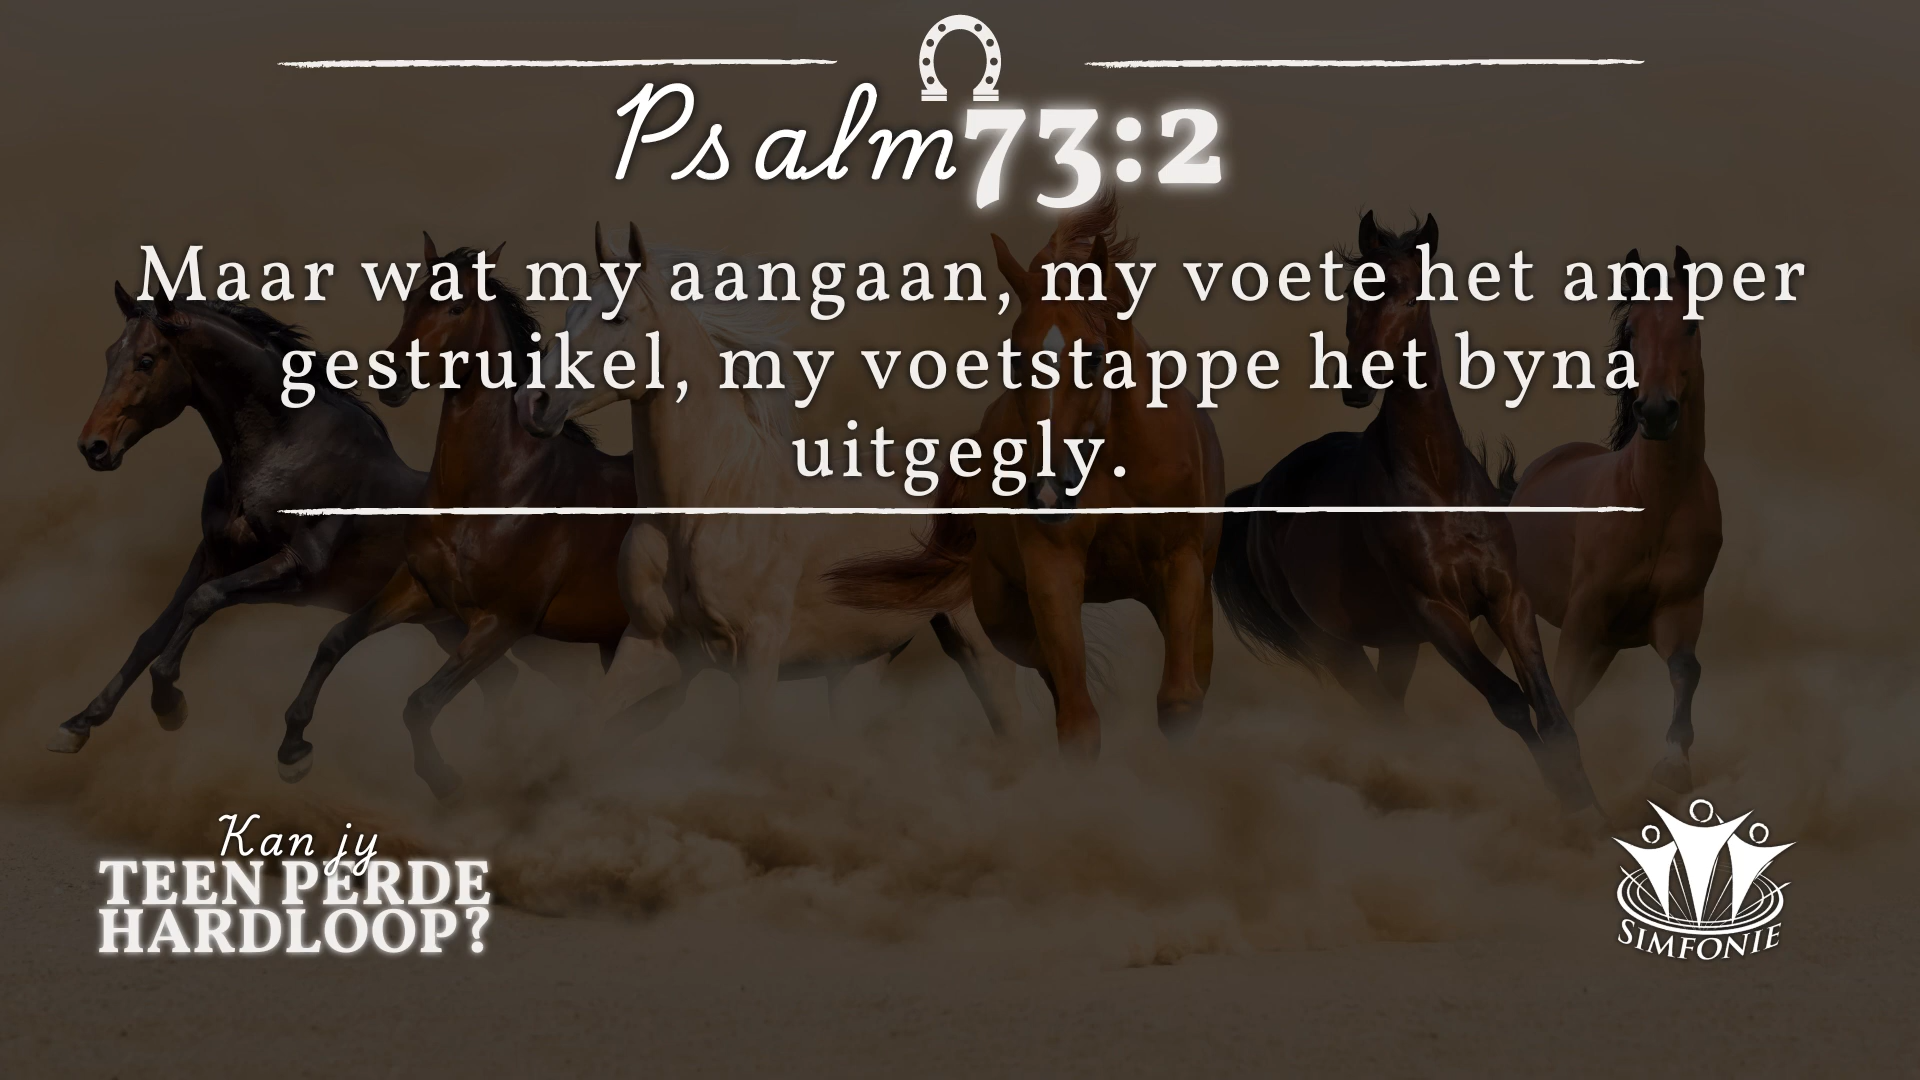 Psalm 73:2
Maar wat my aangaan, my voete het amper
gestruikel, my voetstappe het byna
uitgegly.
Kan jy
TEEN PERDE
HARDLOOP?
SIMFONIE